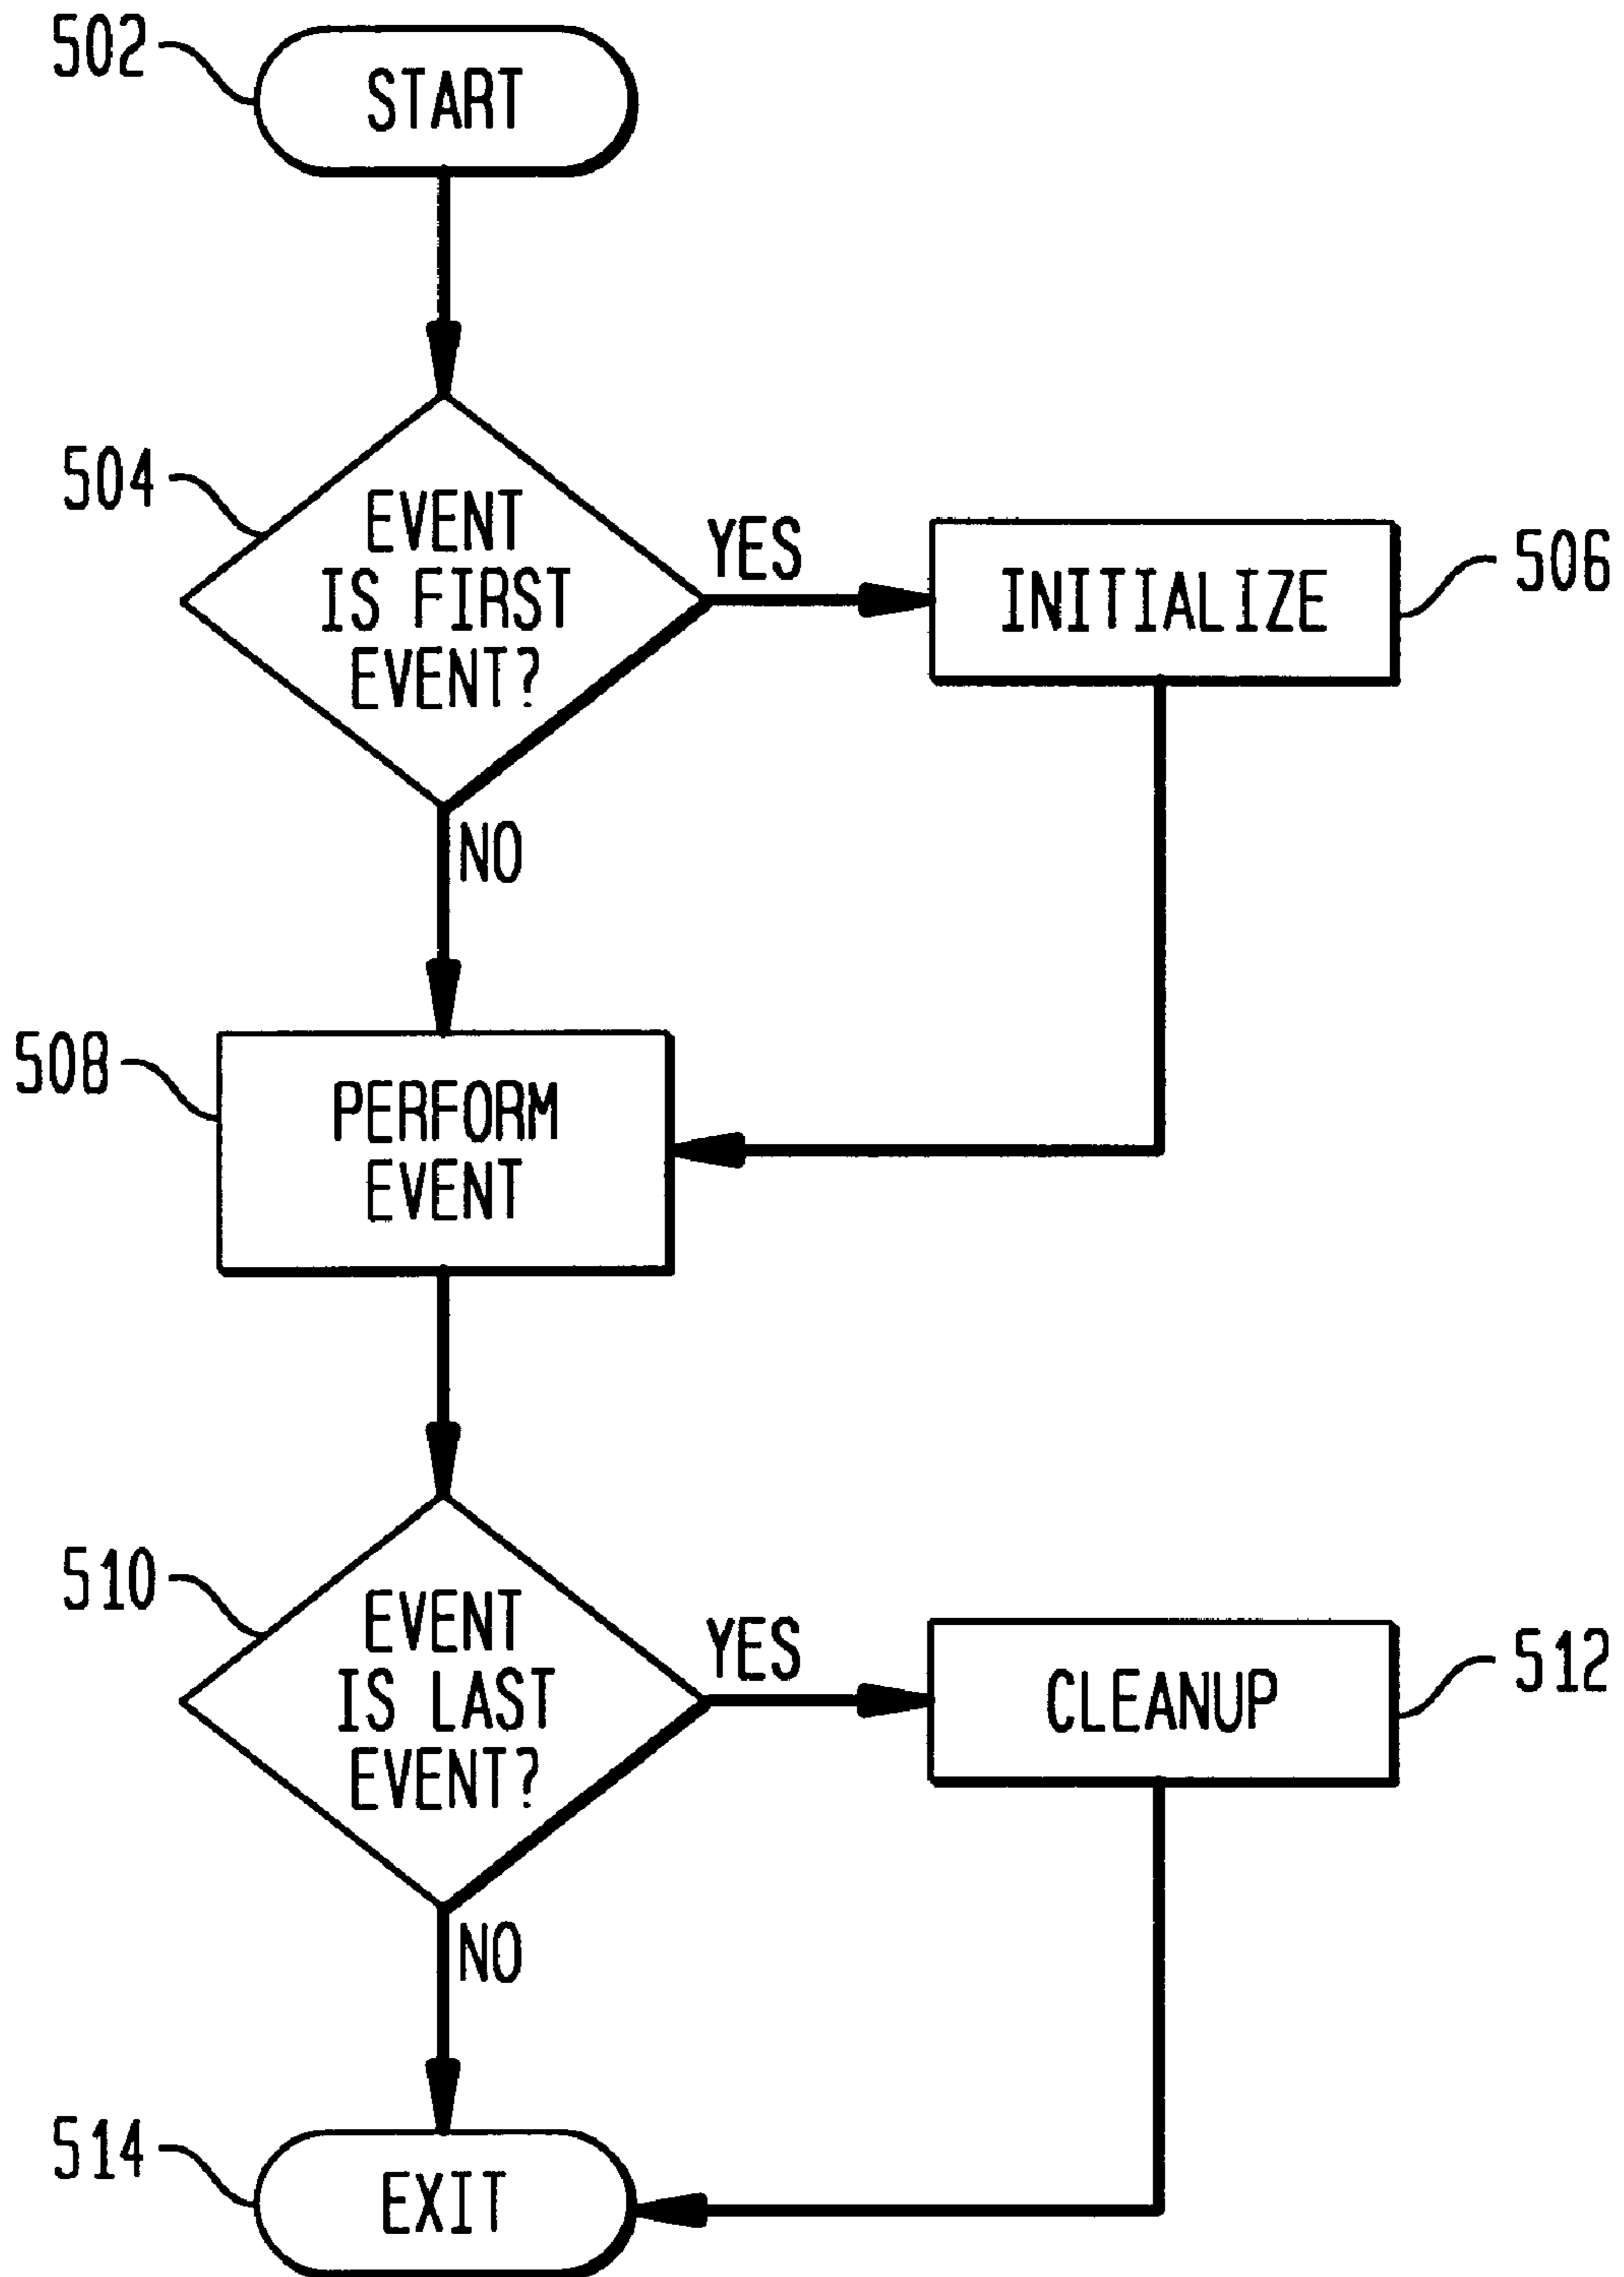 502
START
504
EVENT
IS FIRST
EVENT?
YES
INITIALIZE
506
NO
508
PERFORM
EVENT
510
EVENT
IS LAST
EVENT?
YES
CLEANUP
512
NO
514
EXIT